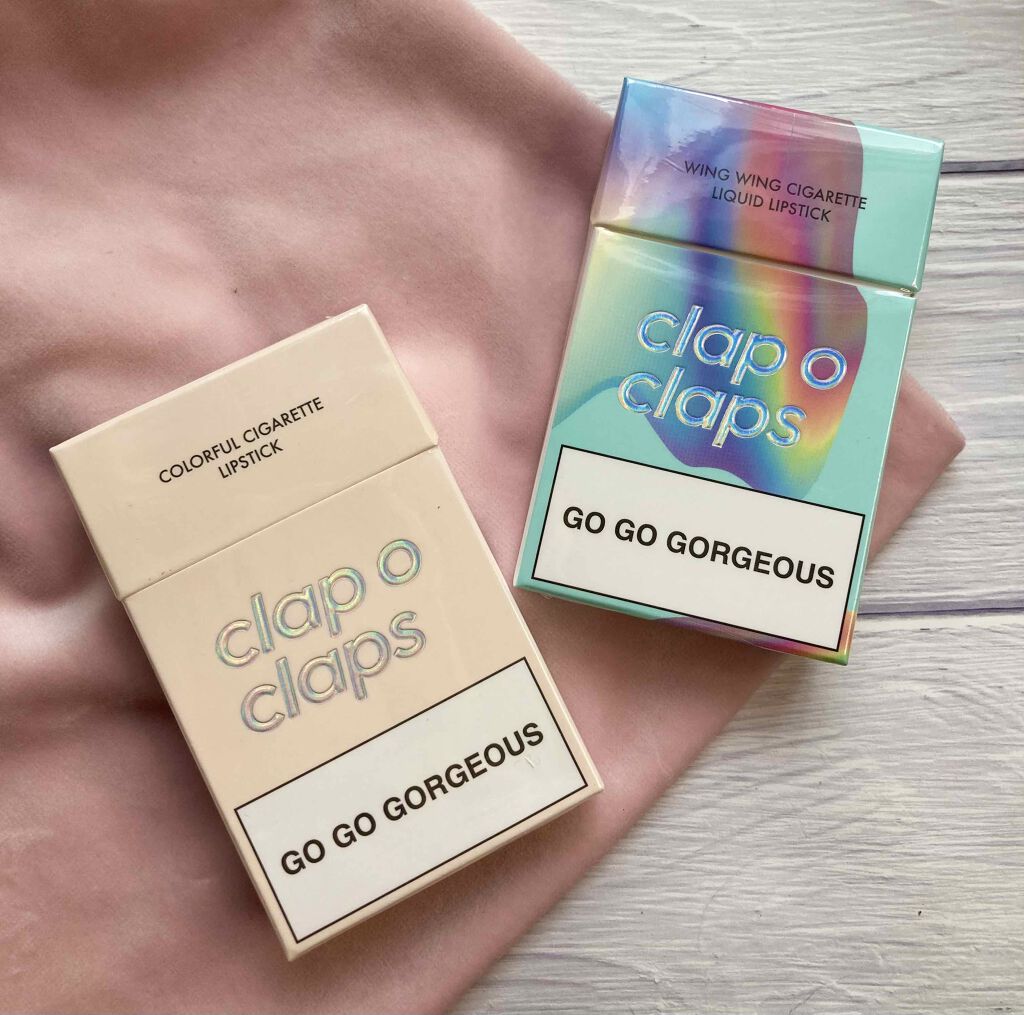 COLORFUL CIGARETTE
LIPSTICK
clap o
claps
GO GO GORGEOUS
WING WING CIGARETTE
LIQUID LIPSTICK
clap o
claps
GO GO GORGEOUS